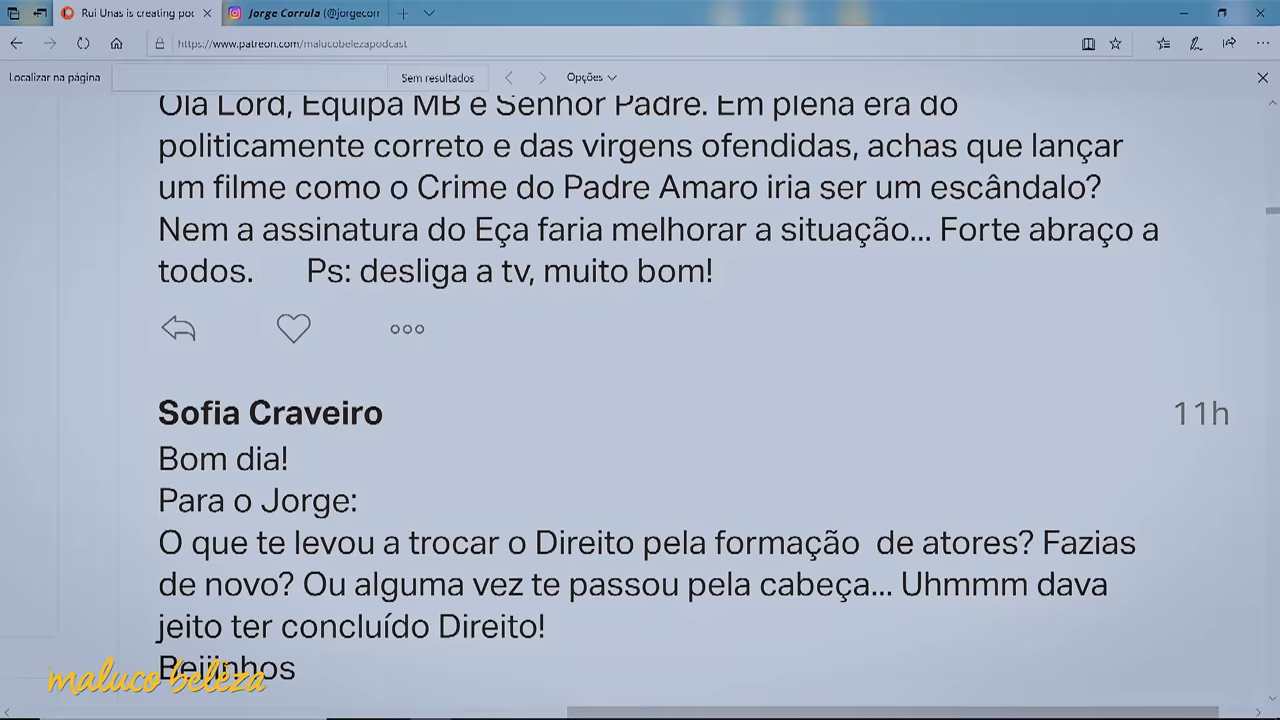 Rui Unas is creating poc
Jorge Corrula (@jorgecorr
https://www.patreon.com/malucobelezapodcast
Localizar na página
Sem resultados
Opções
Olá Lord, Equipa MB e Senhor Padre. Em plena era do
politicamente correto e das virgens ofendidas, achas que lançar
um filme como o Crime do Padre Amaro iria ser um escândalo?
Nem a assinatura do Eça faria melhorar a situação... Forte abraço a
todos. Ps: desliga a tv, muito bom!
Sofia Craveiro
11h
Bom dia!
Para o Jorge:
O que te levou a trocar o Direito pela formação de atores? Fazias
de novo? Ou alguma vez te passou pela cabeça... Uhmmm dava
jeito ter concluído Direito!
Beijinhos
maluco beleza